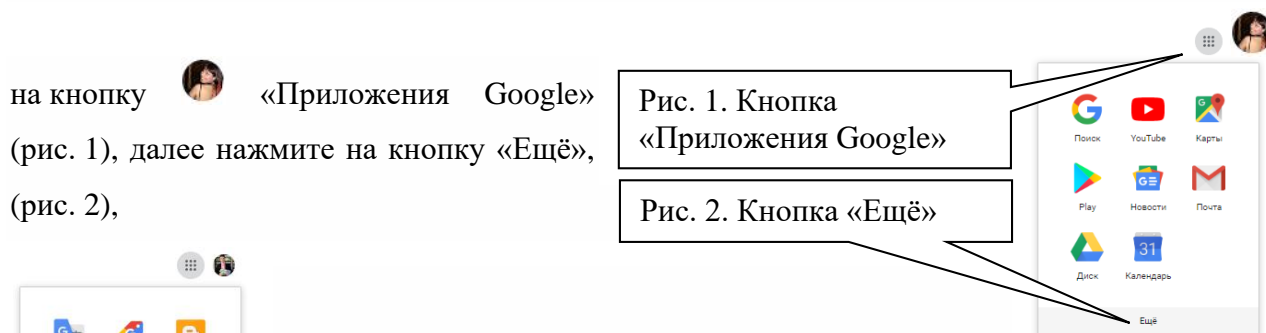 на кнопку «Приложения Google»
(рис. 1), далее нажмите на кнопку «Ещё»,
(рис. 2),
Рис. 1. Кнопка
«Приложения Google»
Рис. 2. Кнопка «Ещё»
Поиск YouTube Карты
Play Новости Почта
31
Диск Календарь
Ещё